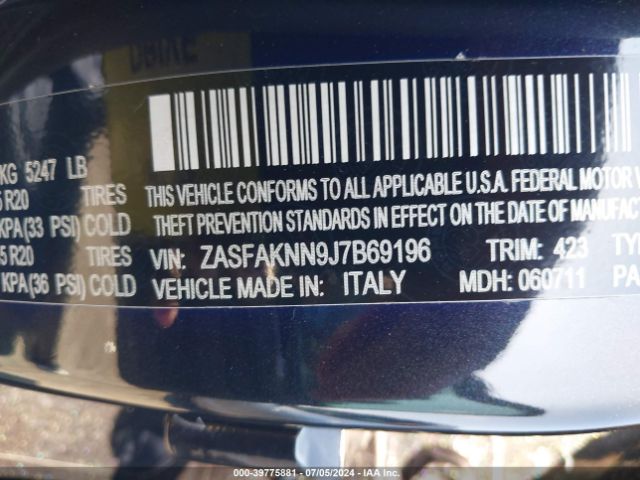 KG 5247 LB
5 R20 TIRES
KPA(33 PSI) COLD
5 R20 TIRES
KPA(36 PSI) COLD
THIS VEHICLE CONFORMS TO ALL APPLICABLE U.S.A. FEDERAL MOTOR
THEFT PREVENTION STANDARDS IN EFFECT ON THE DATE OF MANUFAC
VIN: ZASFAKNN9J7B69196 TRIM: 423 TY
VEHICLE MADE IN: ITALY MDH: 060711 PA
000-39775881 / 07/05/2024 - IAA Inc.